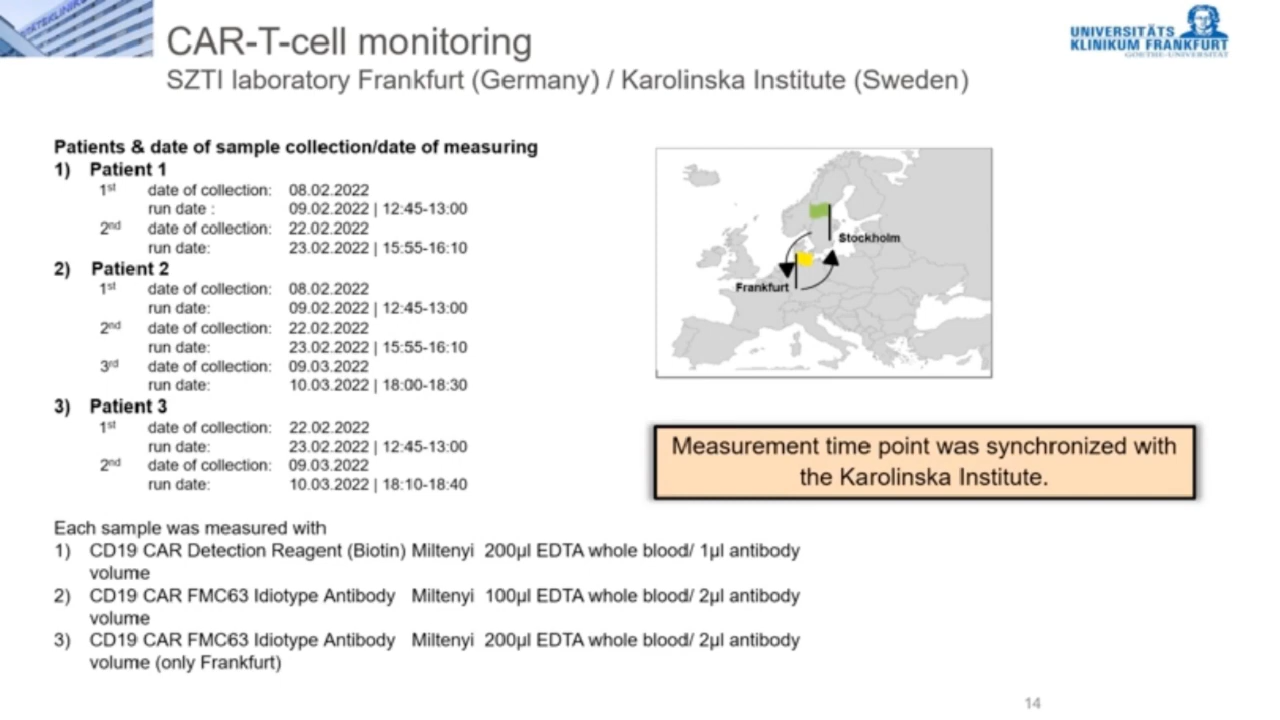 CAR-T-cell monitoring
SZTI laboratory Frankfurt (Germany) / Karolinska Institute (Sweden)
UNIVERSITÄTS
KLINIKUM FRANKFURT
GOETHE-UNIVERSITÄT
Patients & date of sample collection/date of measuring
1) Patient 1
1st date of collection: 08.02.2022
run date : 09.02.2022 | 12:45-13:00
2nd date of collection: 22.02.2022
run date: 23.02.2022 | 15:55-16:10
2) Patient 2
1st date of collection: 08.02.2022
run date: 09.02.2022 | 12:45-13:00
2nd date of collection: 22.02.2022
run date: 23.02.2022 | 15:55-16:10
3rd date of collection: 09.03.2022
run date: 10.03.2022 | 18:00-18:30
3) Patient 3
1st date of collection: 22.02.2022
run date: 23.02.2022 | 12:45-13:00
2nd date of collection: 09.03.2022
run date: 10.03.2022 | 18:10-18:40
Stockholm
Frankfurt
Measurement time point was synchronized with
the Karolinska Institute.
Each sample was measured with
1) CD19 CAR Detection Reagent (Biotin) Miltenyi 200µl EDTA whole blood/ 1µl antibody
volume
2) CD19 CAR FMC63 Idiotype Antibody Miltenyi 100µl EDTA whole blood/ 2µl antibody
volume
3) CD19 CAR FMC63 Idiotype Antibody Miltenyi 200µl EDTA whole blood/ 2µl antibody
volume (only Frankfurt)
14